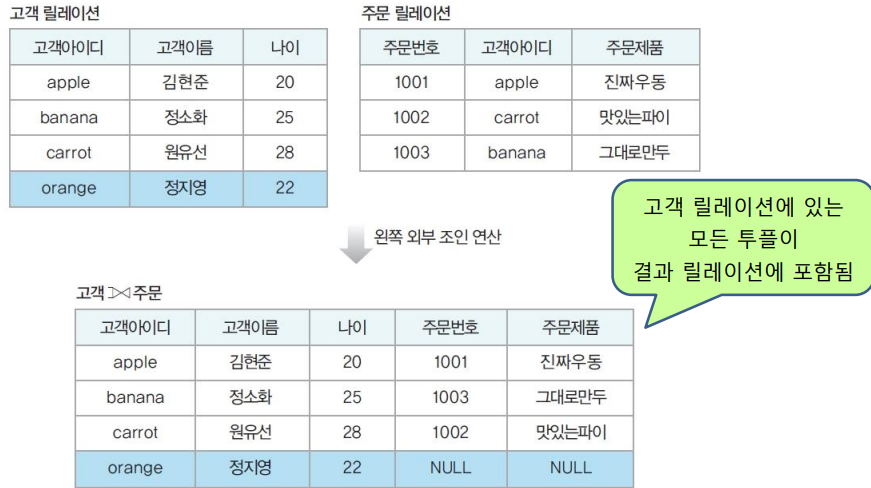 고객 릴레이션
고객아이디 고객이름 나이
apple 김현준 20
banana 정소화 25
carrot 원유선 28
orange 정지영 22
주문 릴레이션
주문번호 고객아이디 주문제품
1001 apple 진짜우동
1002 carrot 맛있는파이
1003 banana 그대로만두
고객 릴레이션에 있는
모든 투플이
결과 릴레이션에 포함됨
왼쪽 외부 조인 연산
고객 ⟕ 주문
고객아이디 고객이름 나이 주문번호 주문제품
apple 김현준 20 1001 진짜우동
banana 정소화 25 1003 그대로만두
carrot 원유선 28 1002 맛있는파이
orange 정지영 22 NULL NULL